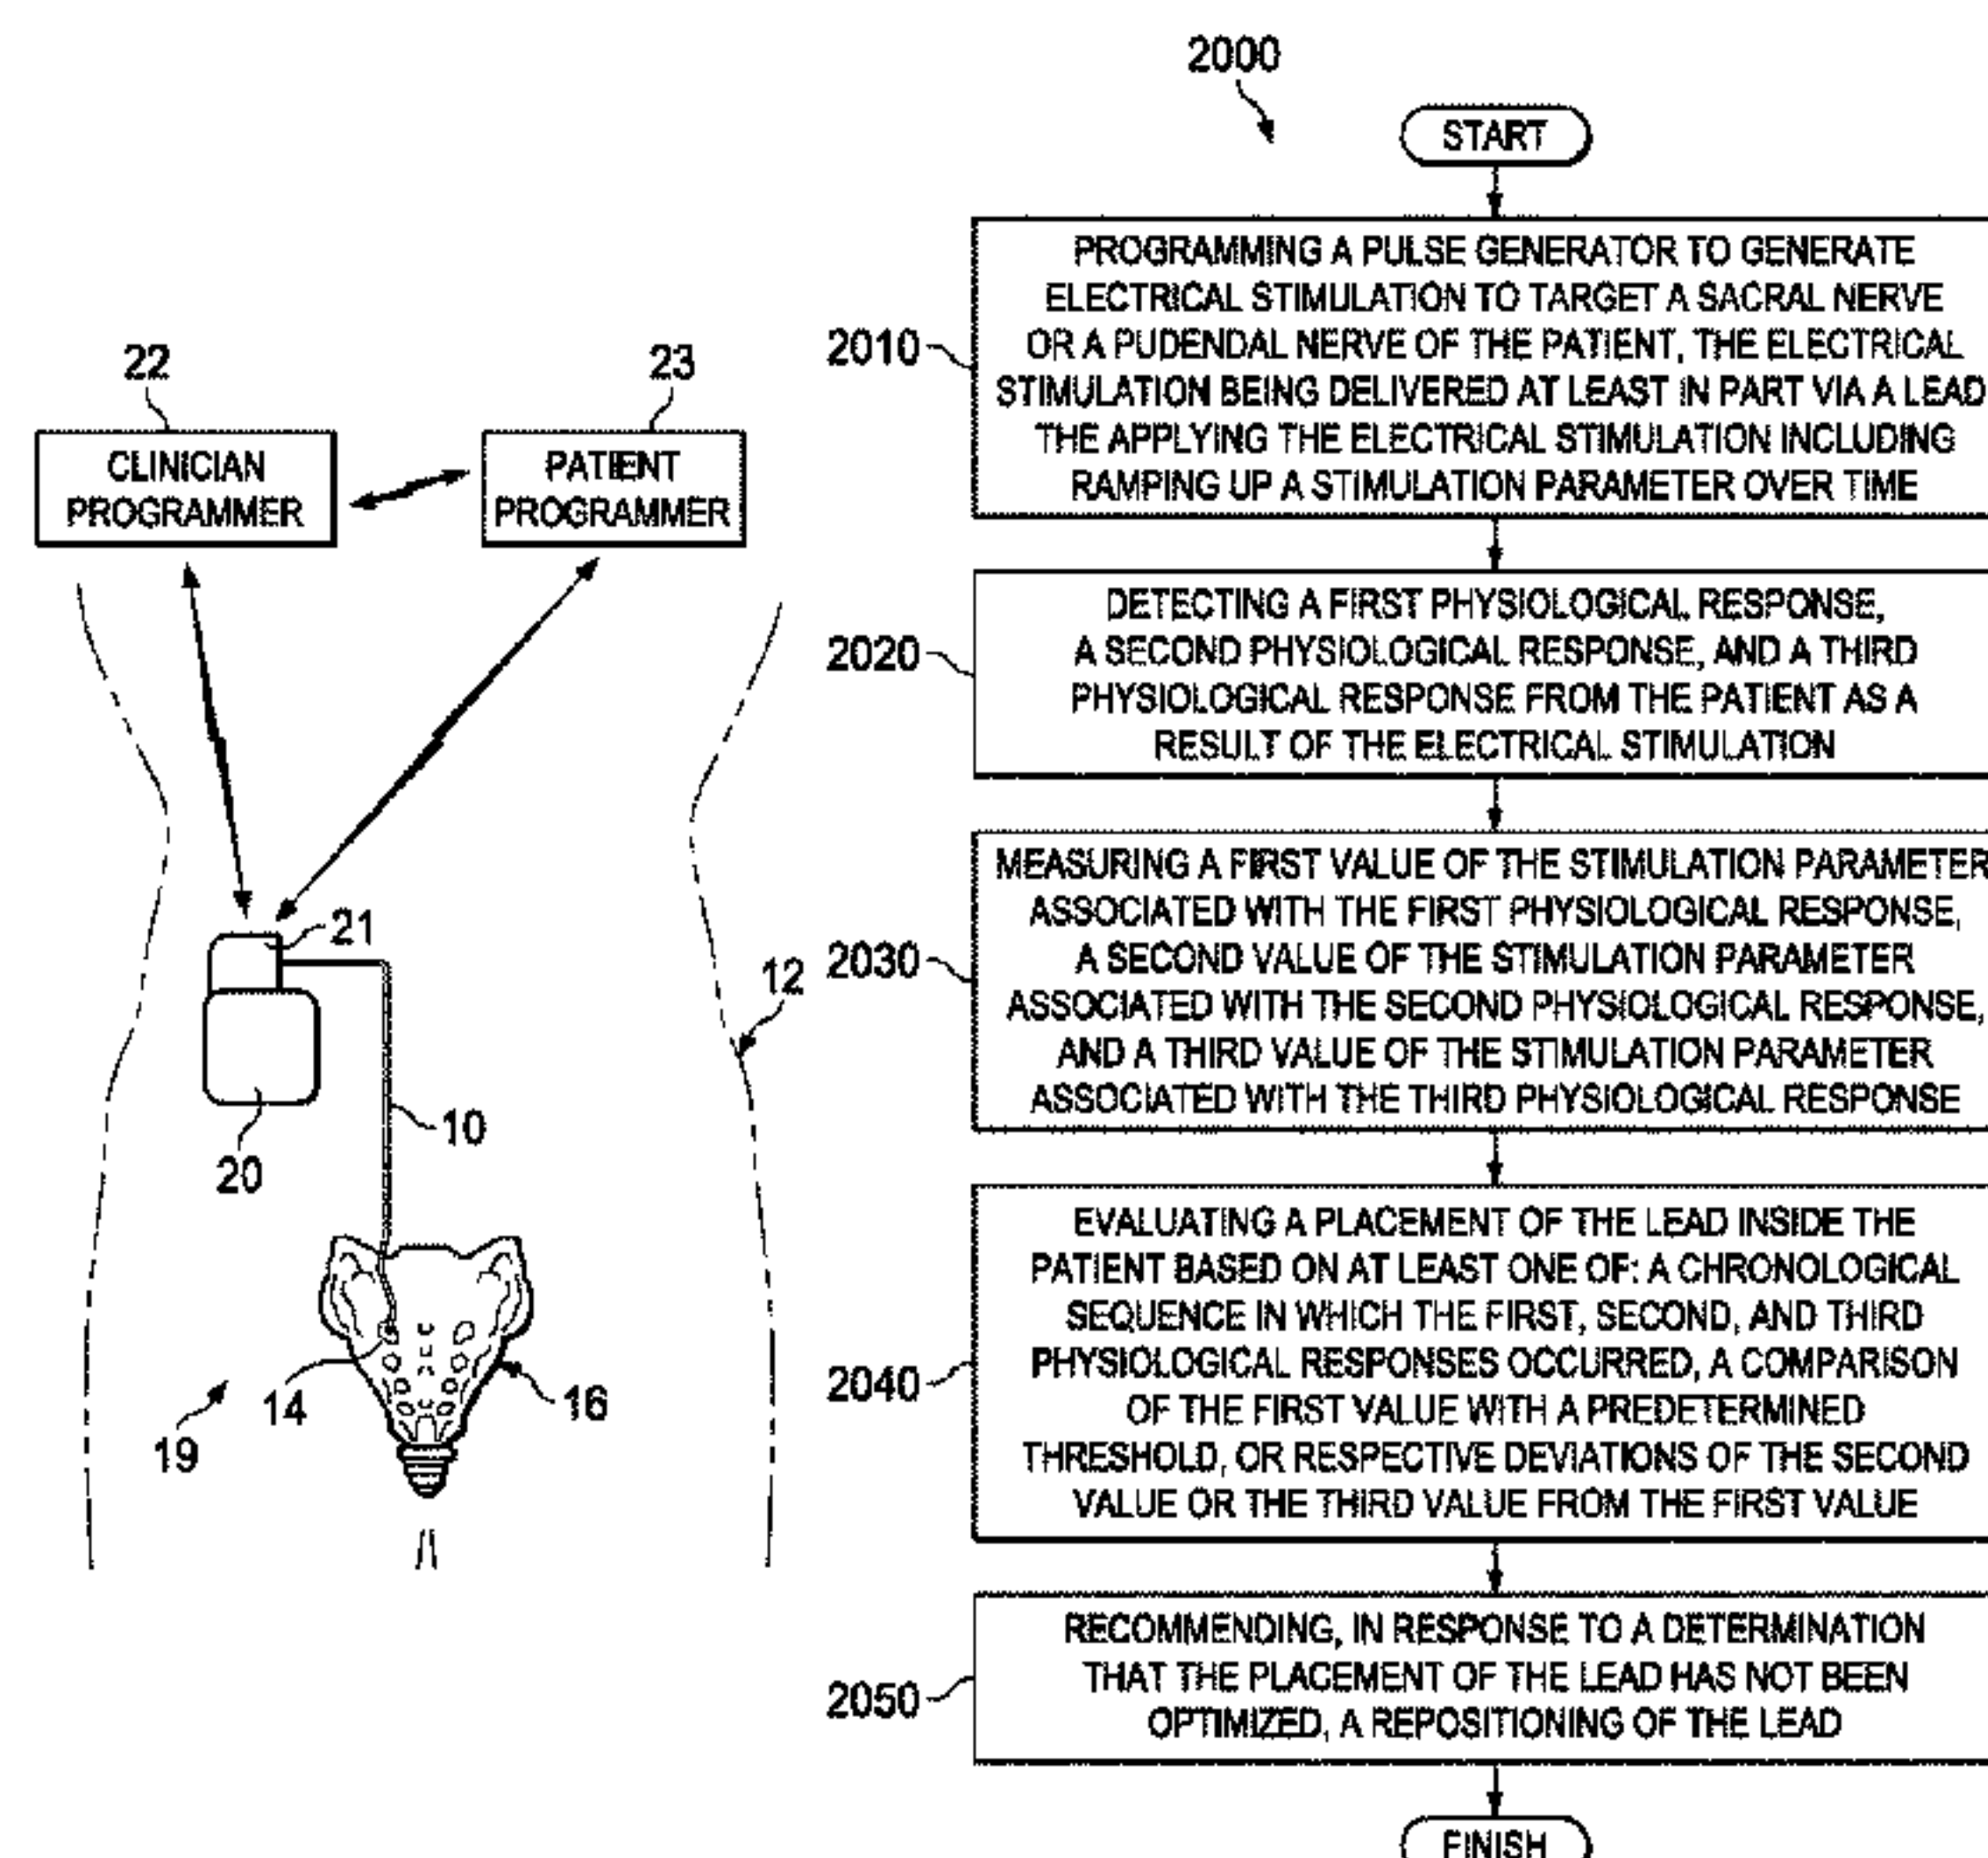 2000
START
2010
PROGRAMMING A PULSE GENERATOR TO GENERATE
ELECTRICAL STIMULATION TO TARGET A SACRAL NERVE
OR A PUDENDAL NERVE OF THE PATIENT, THE ELECTRICAL
STIMULATION BEING DELIVERED AT LEAST IN PART VIA A LEAD
THE APPLYING THE ELECTRICAL STIMULATION INCLUDING
RAMPING UP A STIMULATION PARAMETER OVER TIME
2020
DETECTING A FIRST PHYSIOLOGICAL RESPONSE,
A SECOND PHYSIOLOGICAL RESPONSE, AND A THIRD
PHYSIOLOGICAL RESPONSE FROM THE PATIENT AS A
RESULT OF THE ELECTRICAL STIMULATION
2030
MEASURING A FIRST VALUE OF THE STIMULATION PARAMETER
ASSOCIATED WITH THE FIRST PHYSIOLOGICAL RESPONSE,
A SECOND VALUE OF THE STIMULATION PARAMETER
ASSOCIATED WITH THE SECOND PHYSIOLOGICAL RESPONSE,
AND A THIRD VALUE OF THE STIMULATION PARAMETER
ASSOCIATED WITH THE THIRD PHYSIOLOGICAL RESPONSE
2040
EVALUATING A PLACEMENT OF THE LEAD INSIDE THE
PATIENT BASED ON AT LEAST ONE OF: A CHRONOLOGICAL
SEQUENCE IN WHICH THE FIRST, SECOND, AND THIRD
PHYSIOLOGICAL RESPONSES OCCURRED, A COMPARISON
OF THE FIRST VALUE WITH A PREDETERMINED
THRESHOLD, OR RESPECTIVE DEVIATIONS OF THE SECOND
VALUE OR THE THIRD VALUE FROM THE FIRST VALUE
2050
RECOMMENDING, IN RESPONSE TO A DETERMINATION
THAT THE PLACEMENT OF THE LEAD HAS NOT BEEN
OPTIMIZED, A REPOSITIONING OF THE LEAD
FINISH
22
CLINICIAN
PROGRAMMER
23
PATIENT
PROGRAMMER
21
12
20
10
14
16
19